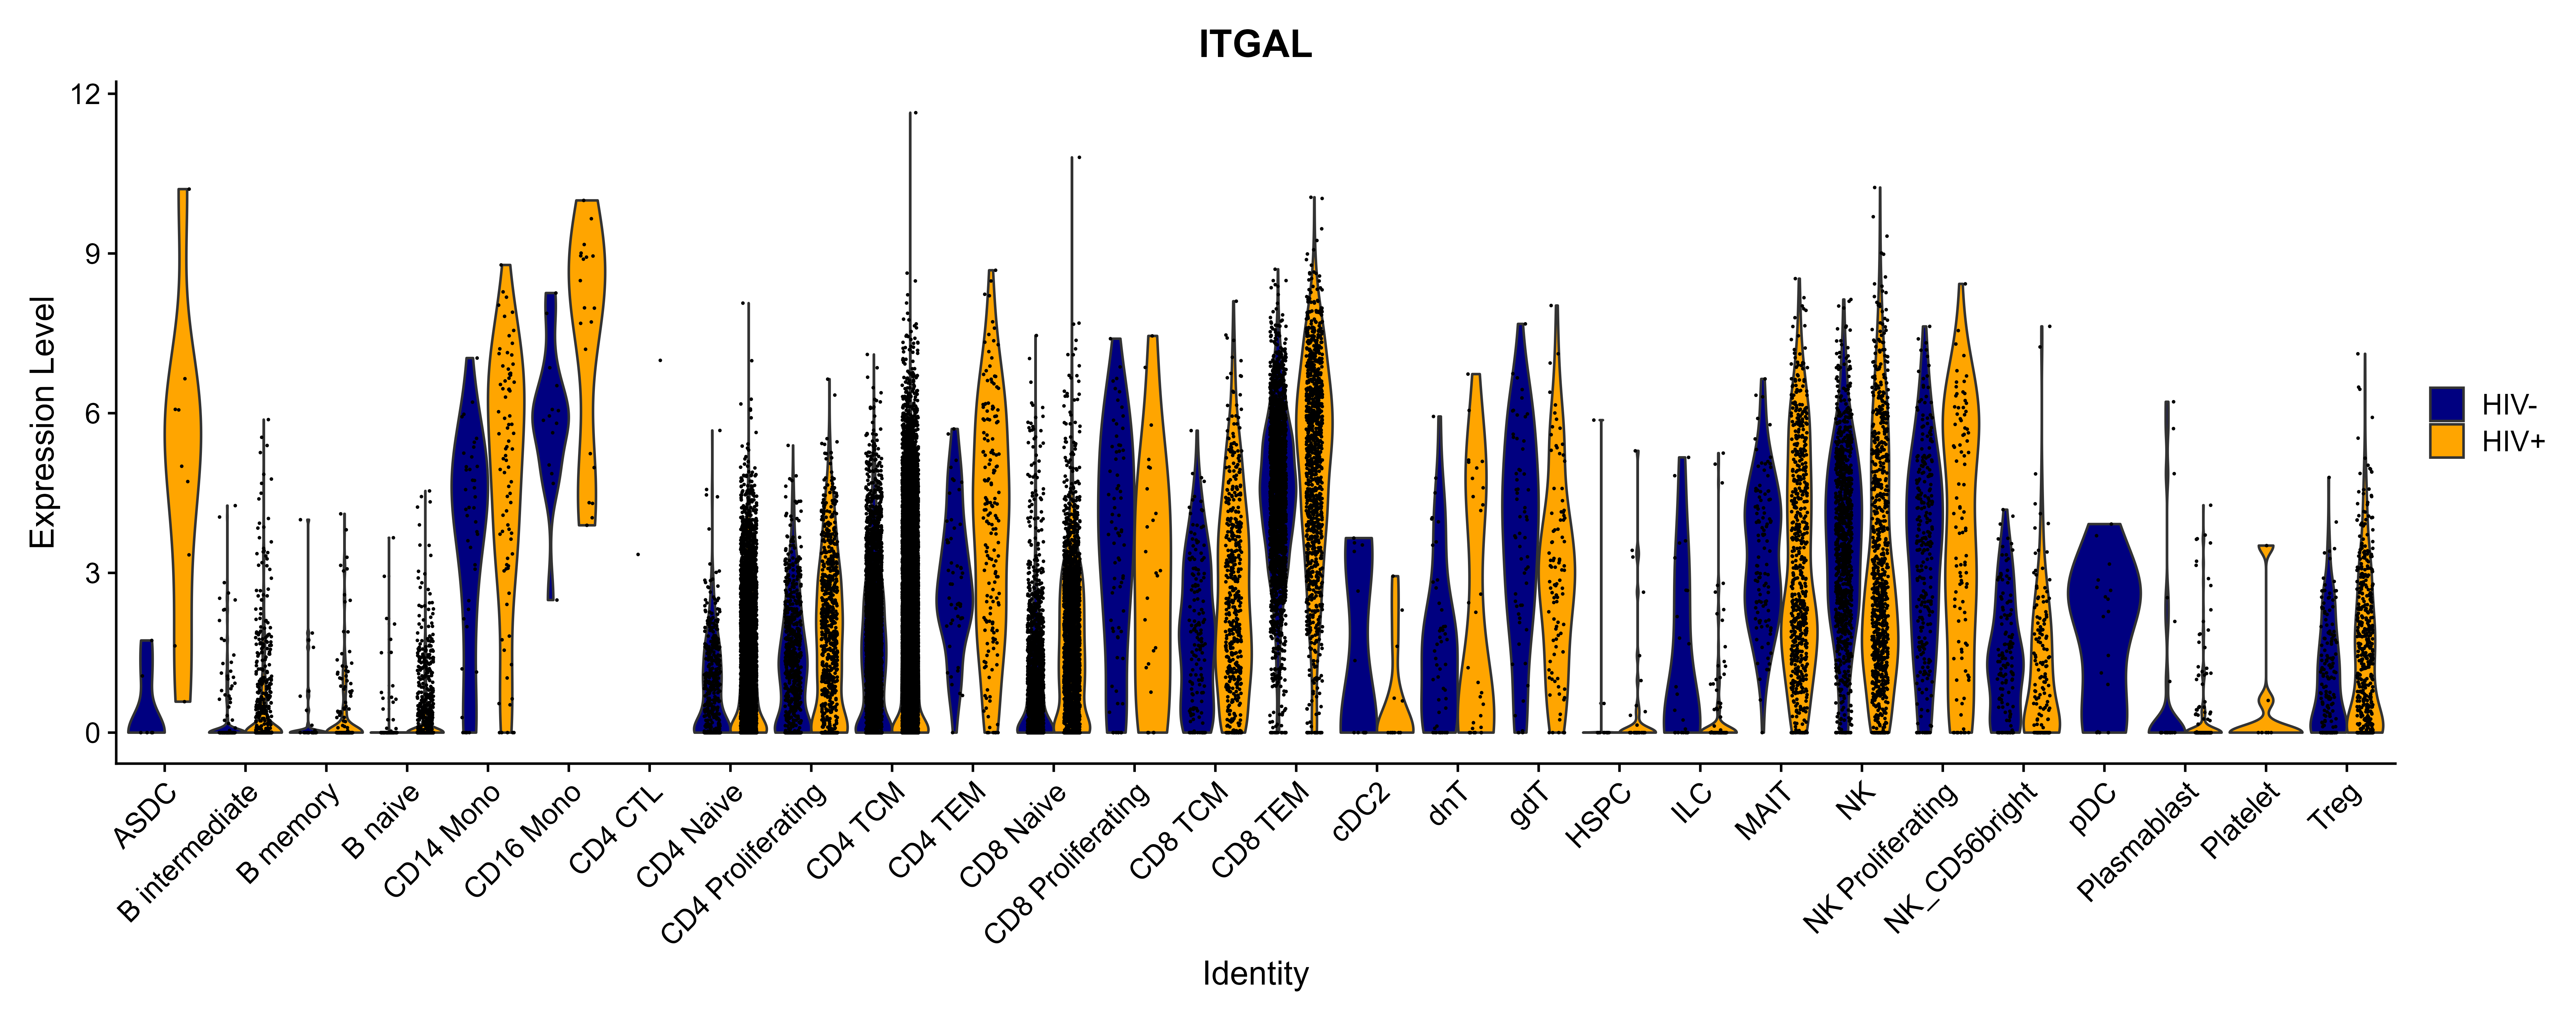 ITGAL
Expression Level
12
9
6
3
0
HIV-
HIV+
ASDC
B intermediate
B memory
B naive
CD14 Mono
CD16 Mono
CD4 CTL
CD4 Naive
CD4 Proliferating
CD4 TCM
CD4 TEM
CD8 Naive
CD8 Proliferating
CD8 TCM
CD8 TEM
cDC2
dnT
gdT
HSPC
ILC
MAIT
NK
NK Proliferating
NK_CD56bright
pDC
Plasmablast
Platelet
Treg
Identity